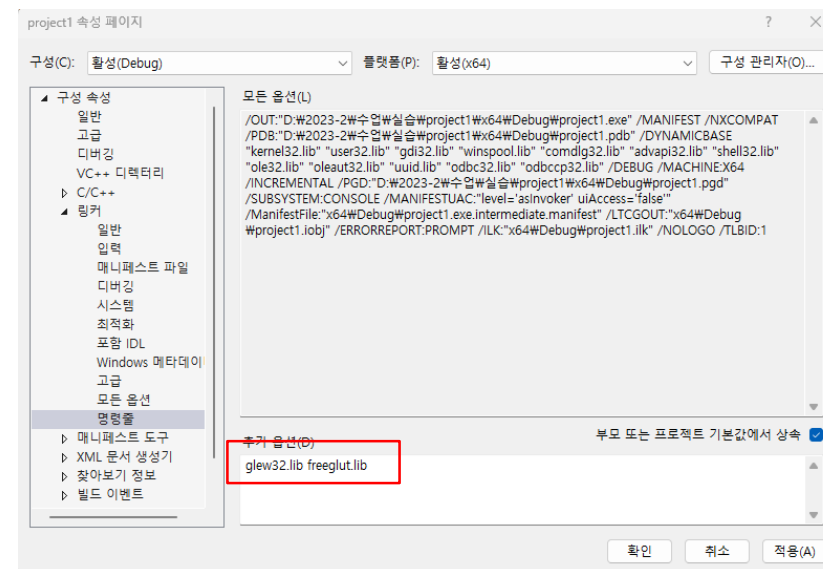 project1 속성 페이지 ? ×
구성(C): 활성(Debug) 플랫폼(P): 활성(x64) 구성 관리자(O)...
구성 속성
일반
고급
디버깅
VC++ 디렉터리
C/C++
링커
일반
입력
매니페스트 파일
디버깅
시스템
최적화
포함 IDL
Windows 메타데이
고급
모든 옵션
명령줄
매니페스트 도구
XML 문서 생성기
찾아보기 정보
빌드 이벤트
모든 옵션(L)
/OUT:"D:₩2023-2₩수업₩실습₩project1₩x64₩Debug₩project1.exe" /MANIFEST /NXCOMPAT
/PDB:"D:₩2023-2₩수업₩실습₩project1₩x64₩Debug₩project1.pdb" /DYNAMICBASE
"kernel32.lib" "user32.lib" "gdi32.lib" "winspool.lib" "comdlg32.lib" "advapi32.lib" "shell32.lib"
"ole32.lib" "oleaut32.lib" "uuid.lib" "odbc32.lib" "odbccp32.lib" /DEBUG /MACHINE:X64
/INCREMENTAL /PGD:"D:₩2023-2₩수업₩실습₩project1₩x64₩Debug₩project1.pgd"
/SUBSYSTEM:CONSOLE /MANIFESTUAC:"level='asInvoker' uiAccess='false'"
/ManifestFile:"x64₩Debug₩project1.exe.intermediate.manifest" /LTCGOUT:"x64₩Debug
₩project1.iobj" /ERRORREPORT:PROMPT /ILK:"x64₩Debug₩project1.ilk" /NOLOGO /TLBID:1
추가 옵션(D) 부모 또는 프로젝트 기본값에서 상속
glew32.lib freeglut.lib
확인 취소 적용(A)